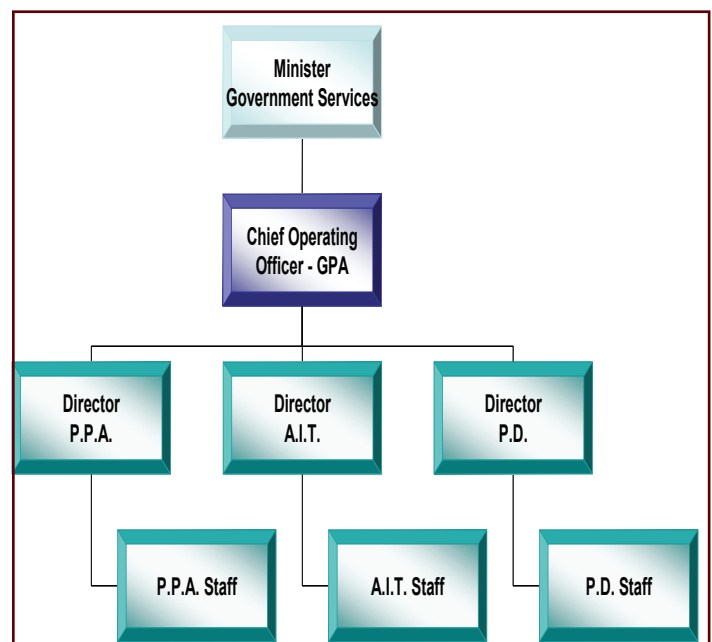 Minister
Government Services
Chief Operating
Officer - GPA
Director
P.P.A.
Director
A.I.T.
Director
P.D.
P.P.A. Staff
A.I.T. Staff
P.D. Staff